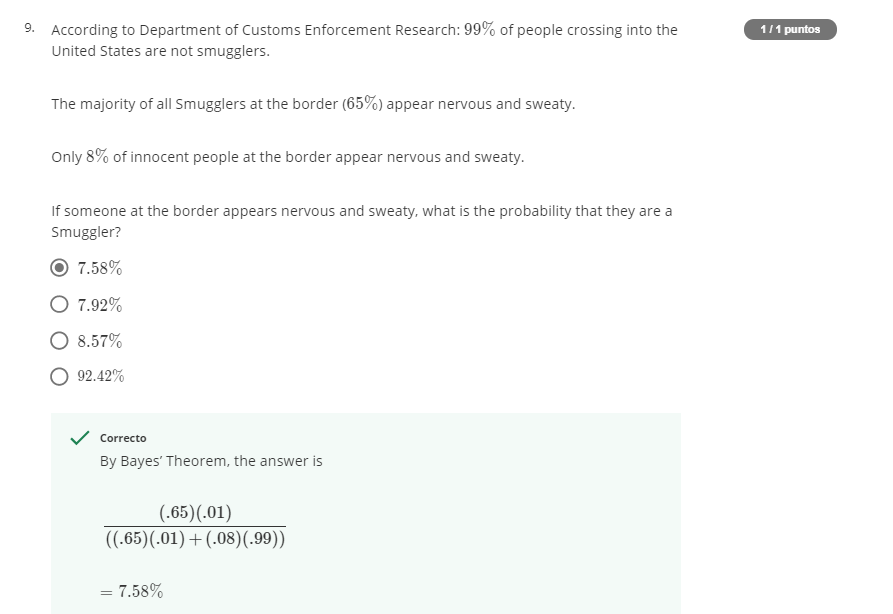 9. According to Department of Customs Enforcement Research: 99% of people crossing into the
United States are not smugglers.
1 / 1 puntos
The majority of all Smugglers at the border (65%) appear nervous and sweaty.
Only 8% of innocent people at the border appear nervous and sweaty.
If someone at the border appears nervous and sweaty, what is the probability that they are a
Smuggler?
7.58%
7.92%
8.57%
92.42%
Correcto
By Bayes’ Theorem, the answer is
(.65)(.01)
((.65)(.01) + (.08)(.99))
= 7.58%